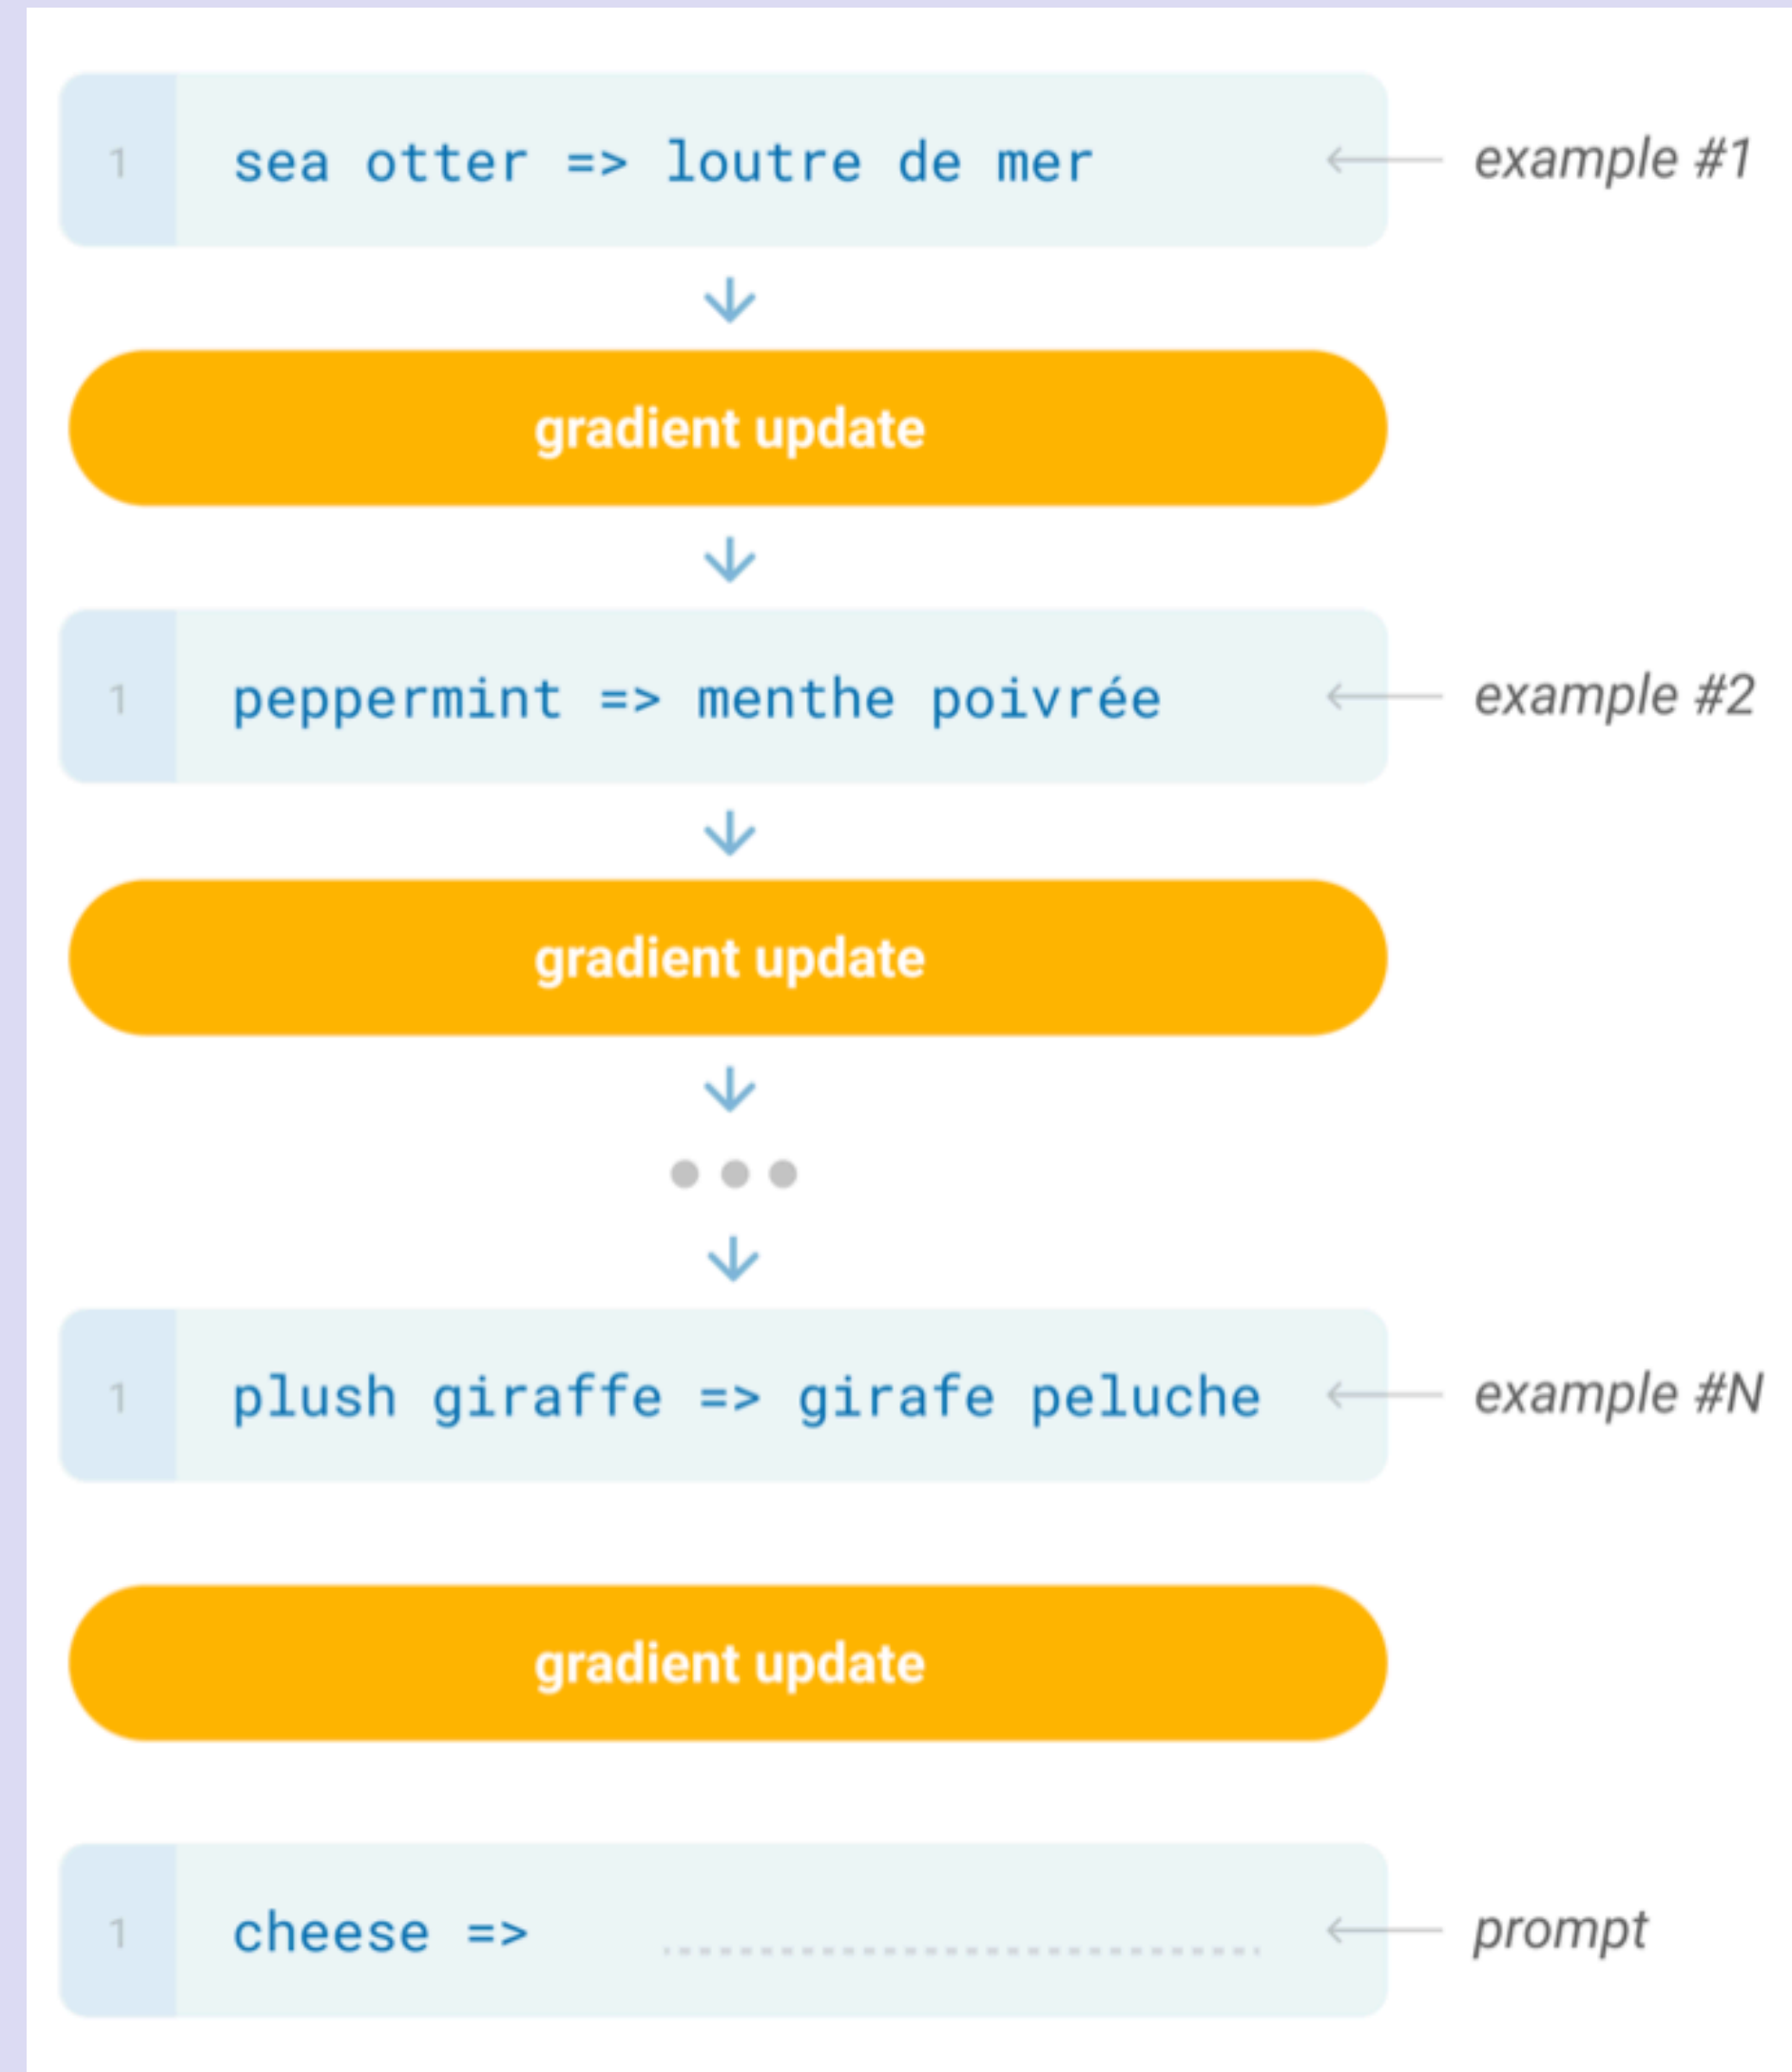 1 sea otter => loutre de mer example #1
gradient update
1 peppermint => menthe poivrée example #2
gradient update
1 plush giraffe => girafe peluche example #N
gradient update
1 cheese => prompt